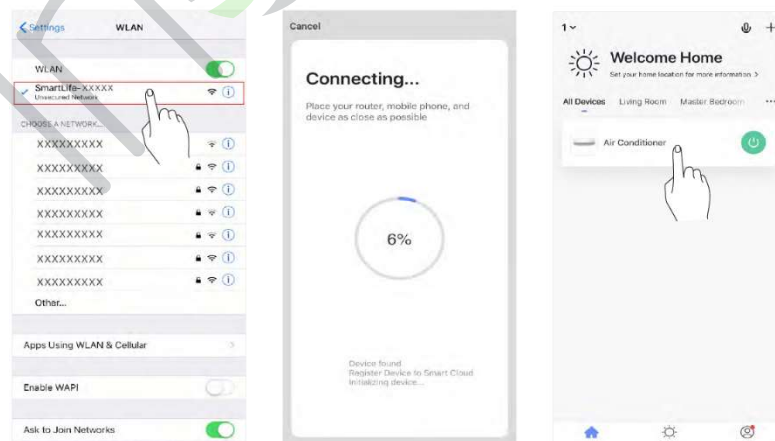 Settings WLAN
WLAN
SmartLife-XXXXX
Unsecured Network
CHOOSE A NETWORK...
XXXXXXXXX
XXXXXXXXX
XXXXXXXXX
XXXXXXXXX
XXXXXXXXX
XXXXXXXXX
XXXXXXXXX
Other...
Apps Using WLAN & Cellular
Enable WAPI
Ask to Join Networks
Cancel
Connecting...
Place your router, mobile phone, and
device as close as possible
6%
Device found
Register Device to Smart Cloud
Initializing device...
1
Welcome Home
Set your home location for more information >
All Devices Living Room Master Bedroom ...
Air Conditioner